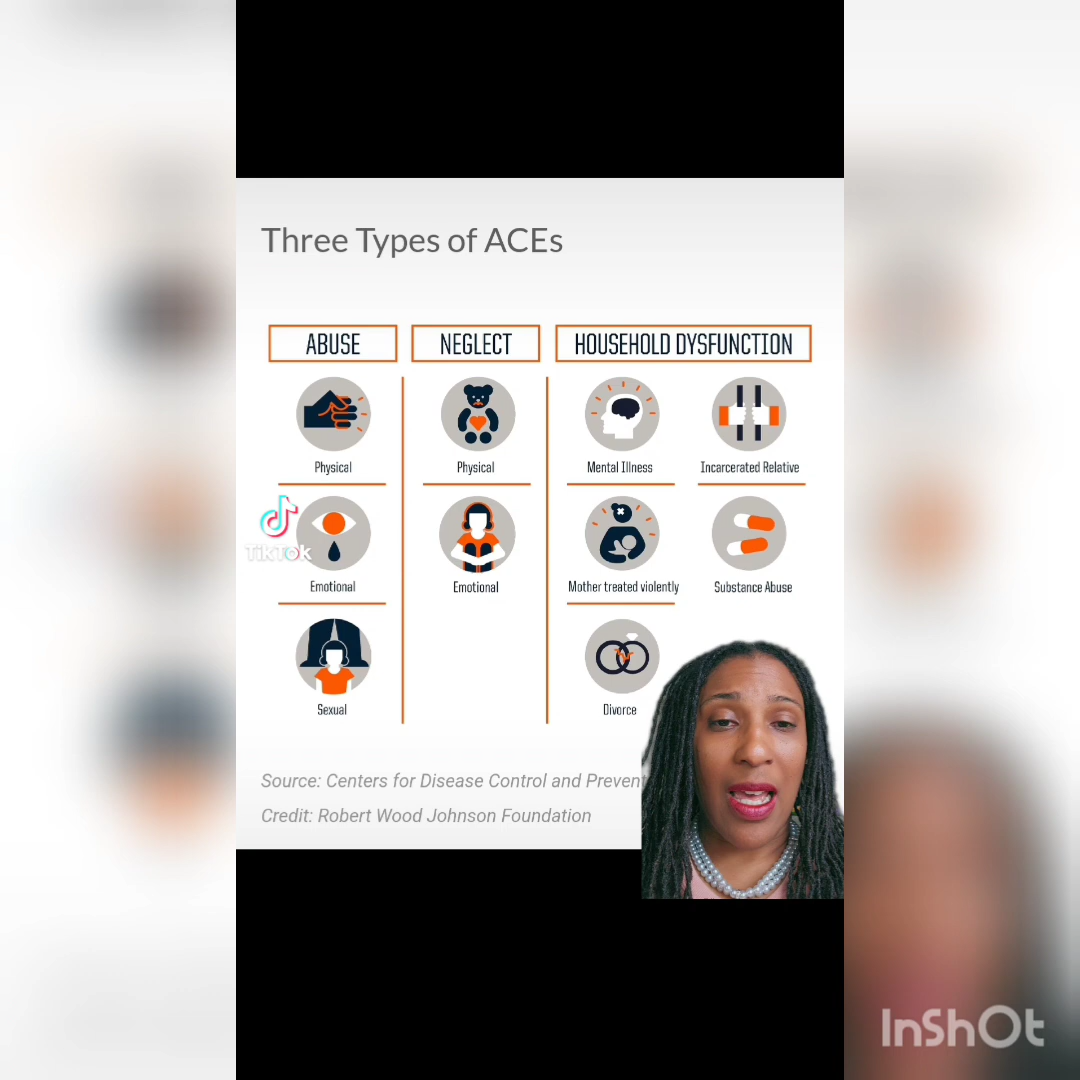 Three Types of ACEs
ABUSE
NEGLECT
HOUSEHOLD DYSFUNCTION
Physical
Physical
Mental Illness
Incarcerated Relative
TikTok
Emotional
Emotional
Mother treated violently
Substance Abuse
Sexual
Divorce
Source: Centers for Disease Control and
Credit: Robert Wood Johnson Foundation
InShOt